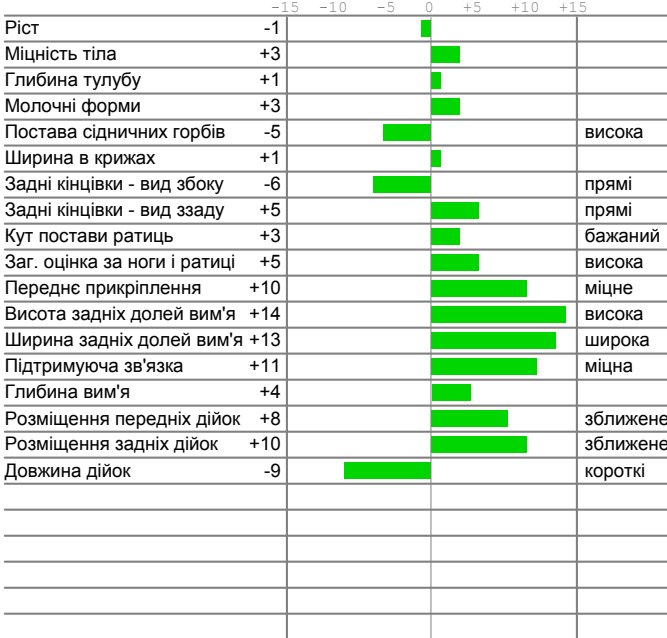 -15 -10 -5 0 +5 +10 +15
Ріст -1
Міцність тіла +3
Глибина тулубу +1
Молочні форми +3
Постава сідничних горбів -5 висока
Ширина в крижах +1
Задні кінцівки - вид збоку -6 прямі
Задні кінцівки - вид ззаду +5 прямі
Кут постави ратиць +3 бажаний
Заг. оцінка за ноги і ратиці +5 висока
Переднє прикріплення +10 міцне
Висота задніх долей вим'я +14 висока
Ширина задніх долей вим'я +13 широка
Підтримуюча зв'язка +11 міцна
Глибина вим'я +4
Розміщення передніх дійок +8 зближене
Розміщення задніх дійок +10 зближене
Довжина дійок -9 короткі